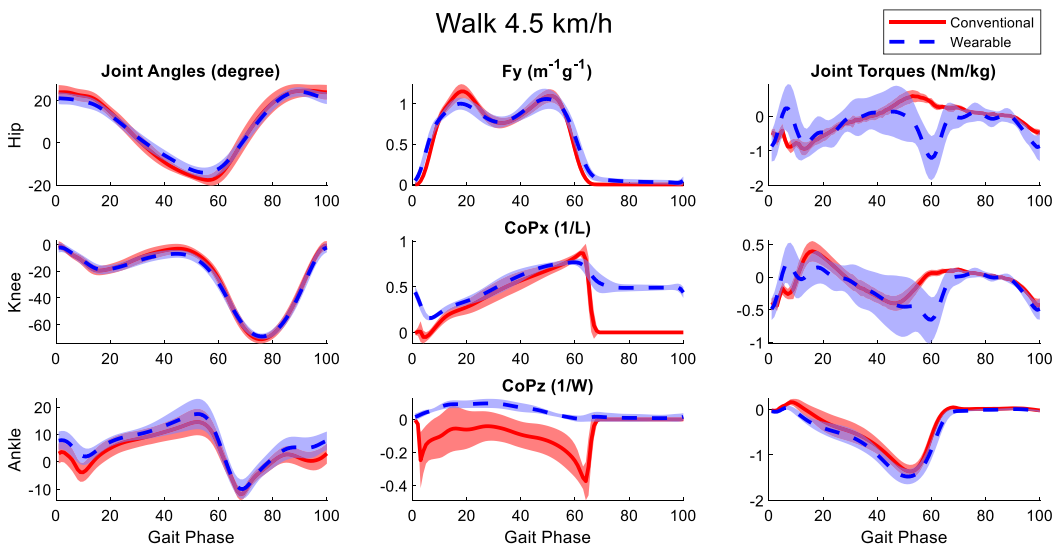 Walk 4.5 km/h
Conventional
Wearable
Joint Angles (degree)
Fy (m⁻¹g⁻¹)
Joint Torques (Nm/kg)
Hip
20
0
-20
0 20 40 60 80 100
1
0.5
0
0 20 40 60 80 100
1
0
-1
-2
0 20 40 60 80 100
CoPx (1/L)
Knee
0
-20
-40
-60
0 20 40 60 80 100
1
0.5
0
0 20 40 60 80 100
0.5
0
-0.5
-1
0 20 40 60 80 100
CoPz (1/W)
Ankle
20
10
0
-10
0 20 40 60 80 100
0
-0.2
-0.4
0 20 40 60 80 100
0
-1
-2
0 20 40 60 80 100
Gait Phase
Gait Phase
Gait Phase